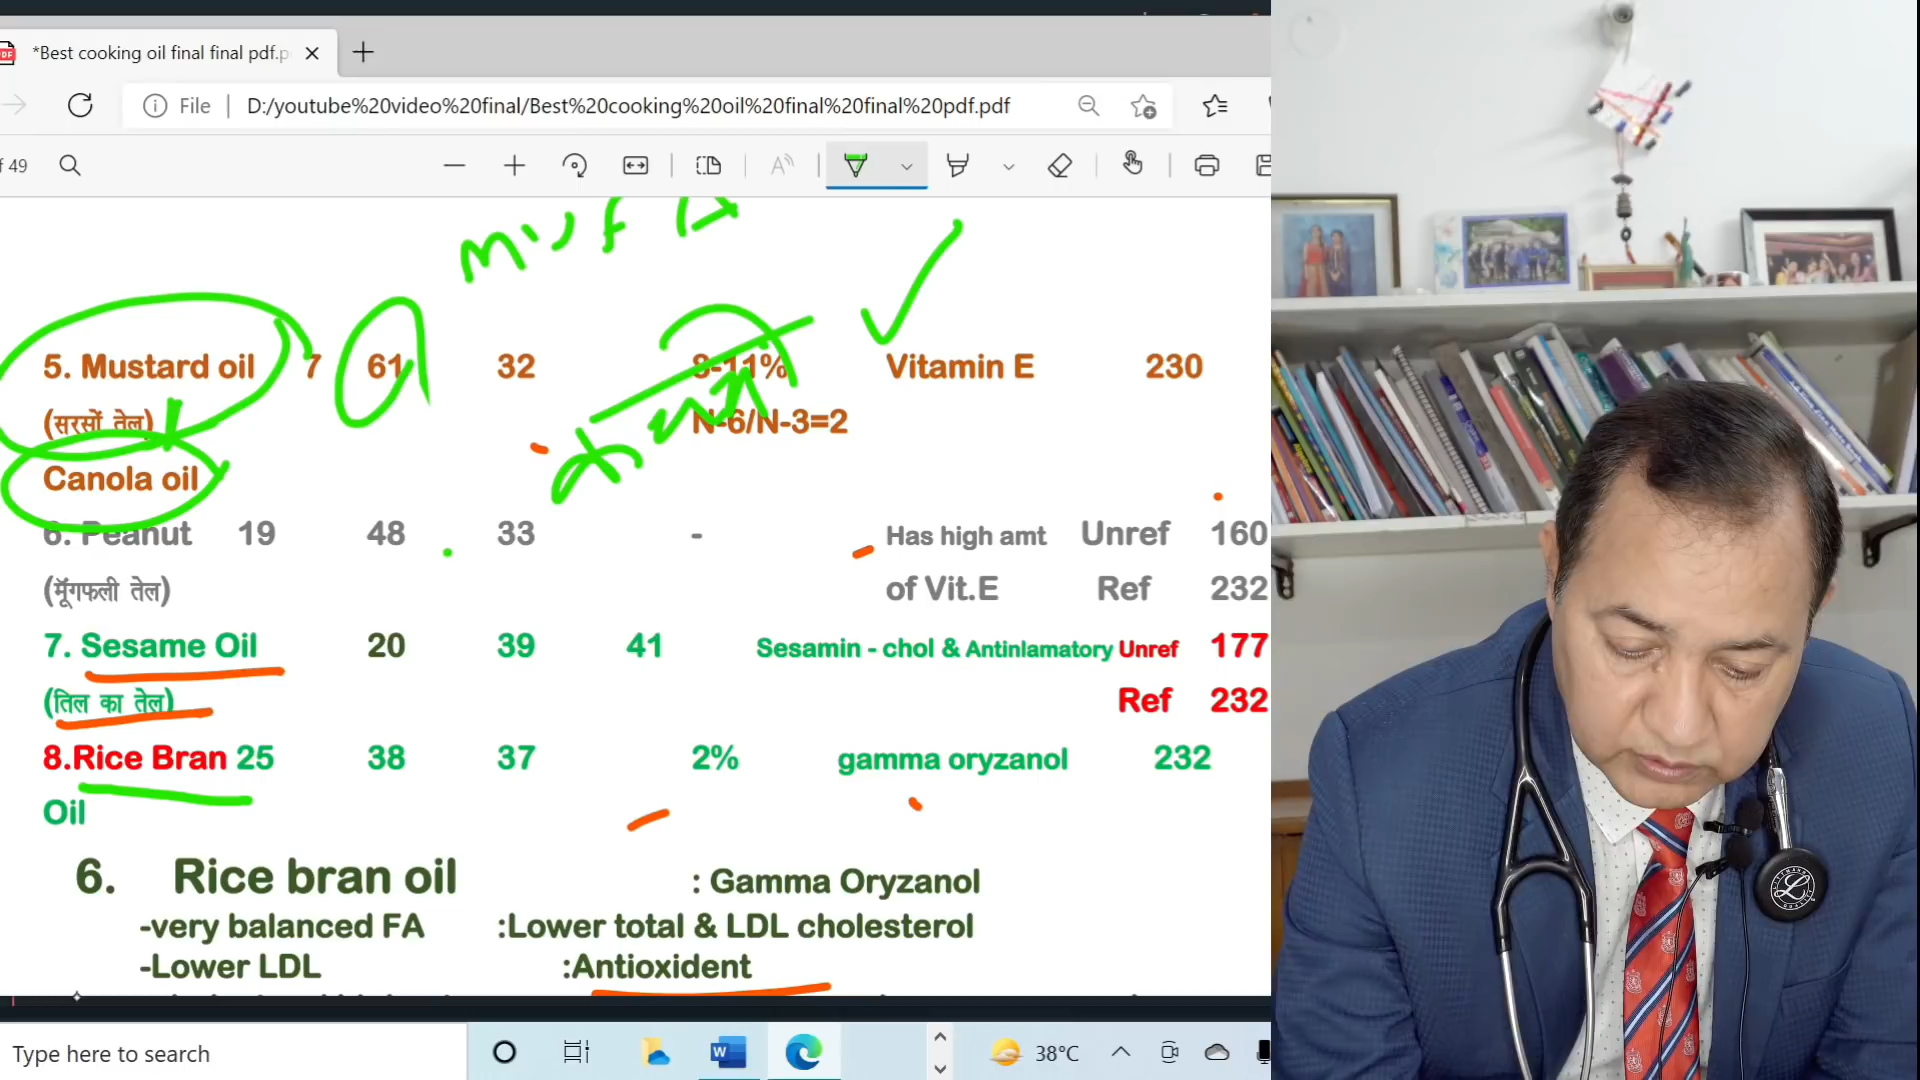 *Best cooking oil final final pdf.p
File D:/youtube%20video%20final/Best%20cooking%20oil%20final%20final%20pdf.pdf
f 49
MUFA
5. Mustard oil 7 61 32 8-11% Vitamin E 230
(सरसों तेल) N-6/N-3=2
Canola oil
6. Peanut 19 48 33 - Has high amt Unref 160
(मूँगफली तेल) of Vit.E Ref 232
7. Sesame Oil 20 39 41 Sesamin - chol & Antinlamatory Unref 177
(तिल का तेल) Ref 232
8.Rice Bran 25 38 37 2% gamma oryzanol 232
Oil
6. Rice bran oil : Gamma Oryzanol
-very balanced FA :Lower total & LDL cholesterol
-Lower LDL :Antioxident
Type here to search 38°C